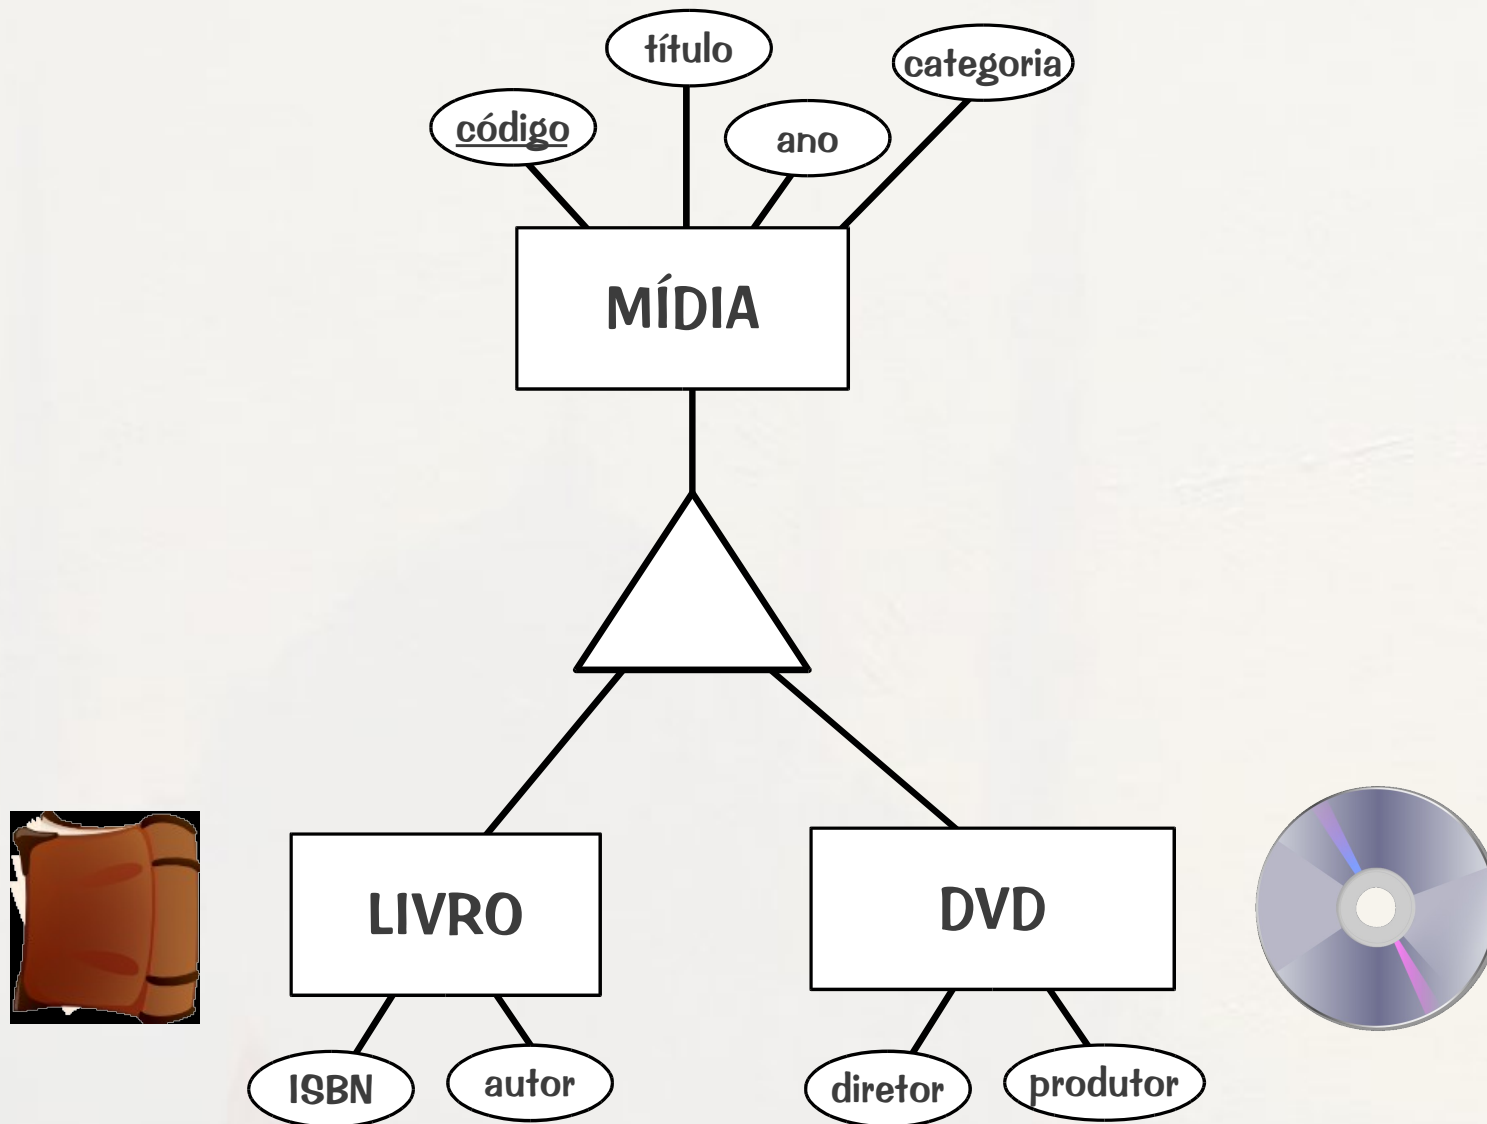 título
categoria
código
ano
MÍDIA
LIVRO
DVD
ISBN
autor
diretor
produtor